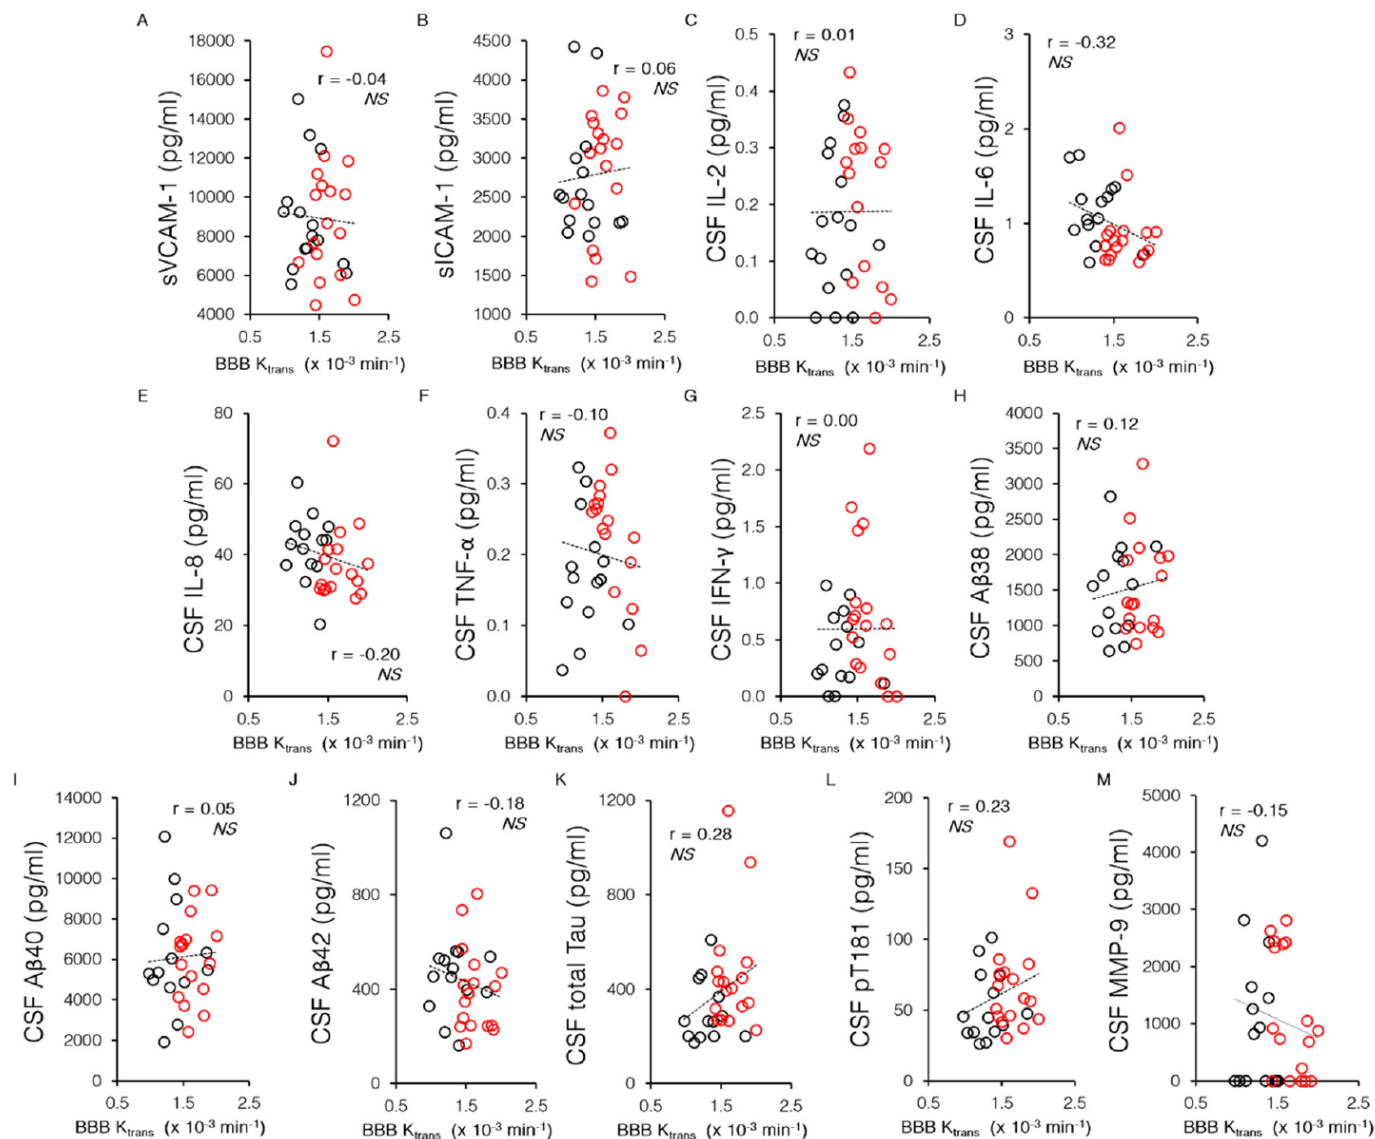 A
sVCAM-1 (pg/ml)
18000
16000
14000
12000
10000
8000
6000
4000
r = -0.04
NS
0.5 1.5 2.5
BBB Ktrans (x 10-3 min-1)
B
sICAM-1 (pg/ml)
4500
4000
3500
3000
2500
2000
1500
1000
r = 0.06
NS
0.5 1.5 2.5
BBB Ktrans (x 10-3 min-1)
C
CSF IL-2 (pg/ml)
0.5
0.4
0.3
0.2
0.1
0.0
r = 0.01
NS
0.5 1.5 2.5
BBB Ktrans (x 10-3 min-1)
D
CSF IL-6 (pg/ml)
3
2
1
0
r = -0.32
NS
0.5 1.5 2.5
BBB Ktrans (x 10-3 min-1)
E
CSF IL-8 (pg/ml)
80
60
40
20
0
r = -0.20
NS
0.5 1.5 2.5
BBB Ktrans (x 10-3 min-1)
F
CSF TNF-α (pg/ml)
0.4
0.3
0.2
0.1
0.0
r = -0.10
NS
0.5 1.5 2.5
BBB Ktrans (x 10-3 min-1)
G
CSF IFN-γ (pg/ml)
2.5
2.0
1.5
1.0
0.5
0.0
r = 0.00
NS
0.5 1.5 2.5
BBB Ktrans (x 10-3 min-1)
H
CSF Aβ38 (pg/ml)
4000
3500
3000
2500
2000
1500
1000
500
0
r = 0.12
NS
0.5 1.5 2.5
BBB Ktrans (x 10-3 min-1)
I
CSF Aβ40 (pg/ml)
14000
12000
10000
8000
6000
4000
2000
0
r = 0.05
NS
0.5 1.5 2.5
BBB Ktrans (x 10-3 min-1)
J
CSF Aβ42 (pg/ml)
1200
800
400
0
r = -0.18
NS
0.5 1.5 2.5
BBB Ktrans (x 10-3 min-1)
K
CSF total Tau (pg/ml)
1200
800
400
0
r = 0.28
NS
0.5 1.5 2.5
BBB Ktrans (x 10-3 min-1)
L
CSF pT181 (pg/ml)
200
150
100
50
0
r = 0.23
NS
0.5 1.5 2.5
BBB Ktrans (x 10-3 min-1)
M
CSF MMP-9 (pg/ml)
5000
4000
3000
2000
1000
0
r = -0.15
NS
0.5 1.5 2.5
BBB Ktrans (x 10-3 min-1)